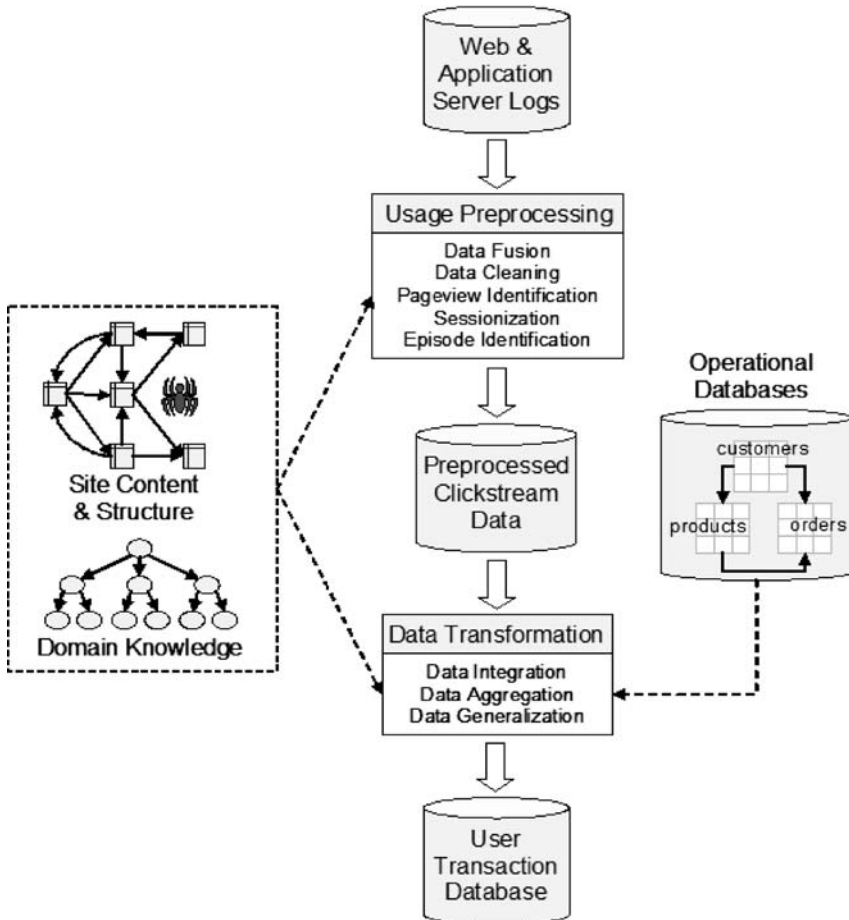 Web &
Application
Server Logs
Usage Preprocessing
Data Fusion
Data Cleaning
Pageview Identification
Sessionization
Episode Identification
Site Content
& Structure
Domain Knowledge
Operational
Databases
customers
products
orders
Preprocessed
Clickstream
Data
Data Transformation
Data Integration
Data Aggregation
Data Generalization
User
Transaction
Database